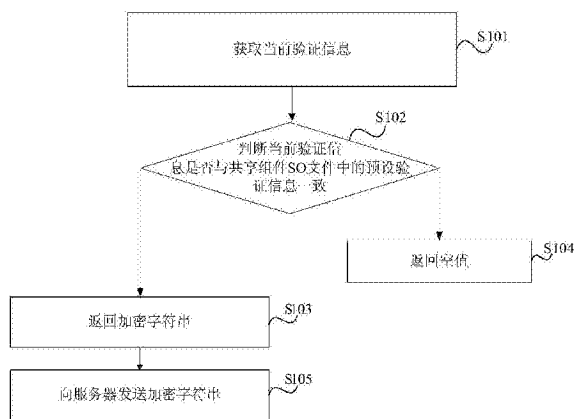 S101
获取当前验证信息
S102
判断当前验证信
息是否与共享组件SO文件中的预设验
证信息一致
S104
返回空值
S103
返回加密字符串
S105
向服务器发送加密字符串